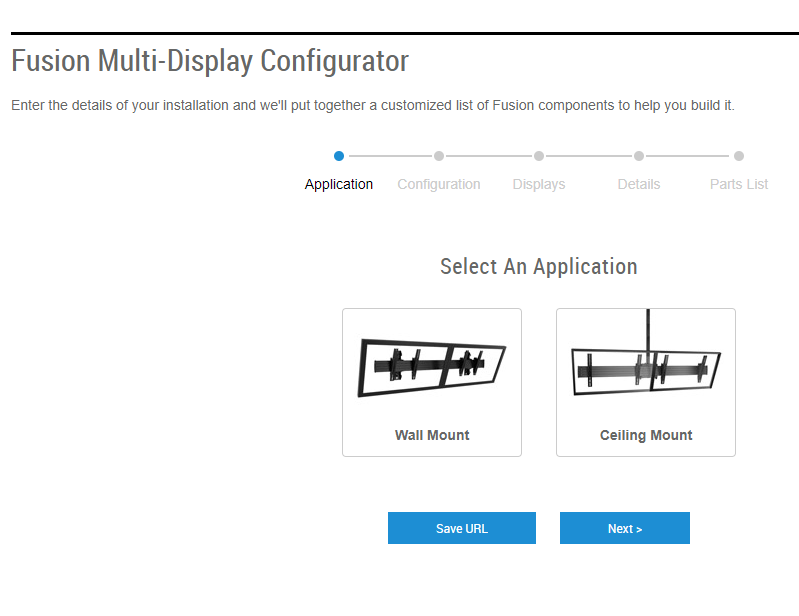 Fusion Multi-Display Configurator
Enter the details of your installation and we'll put together a customized list of Fusion components to help you build it.
Application Configuration Displays Details Parts List
Select An Application
Wall Mount Ceiling Mount
Save URL Next >